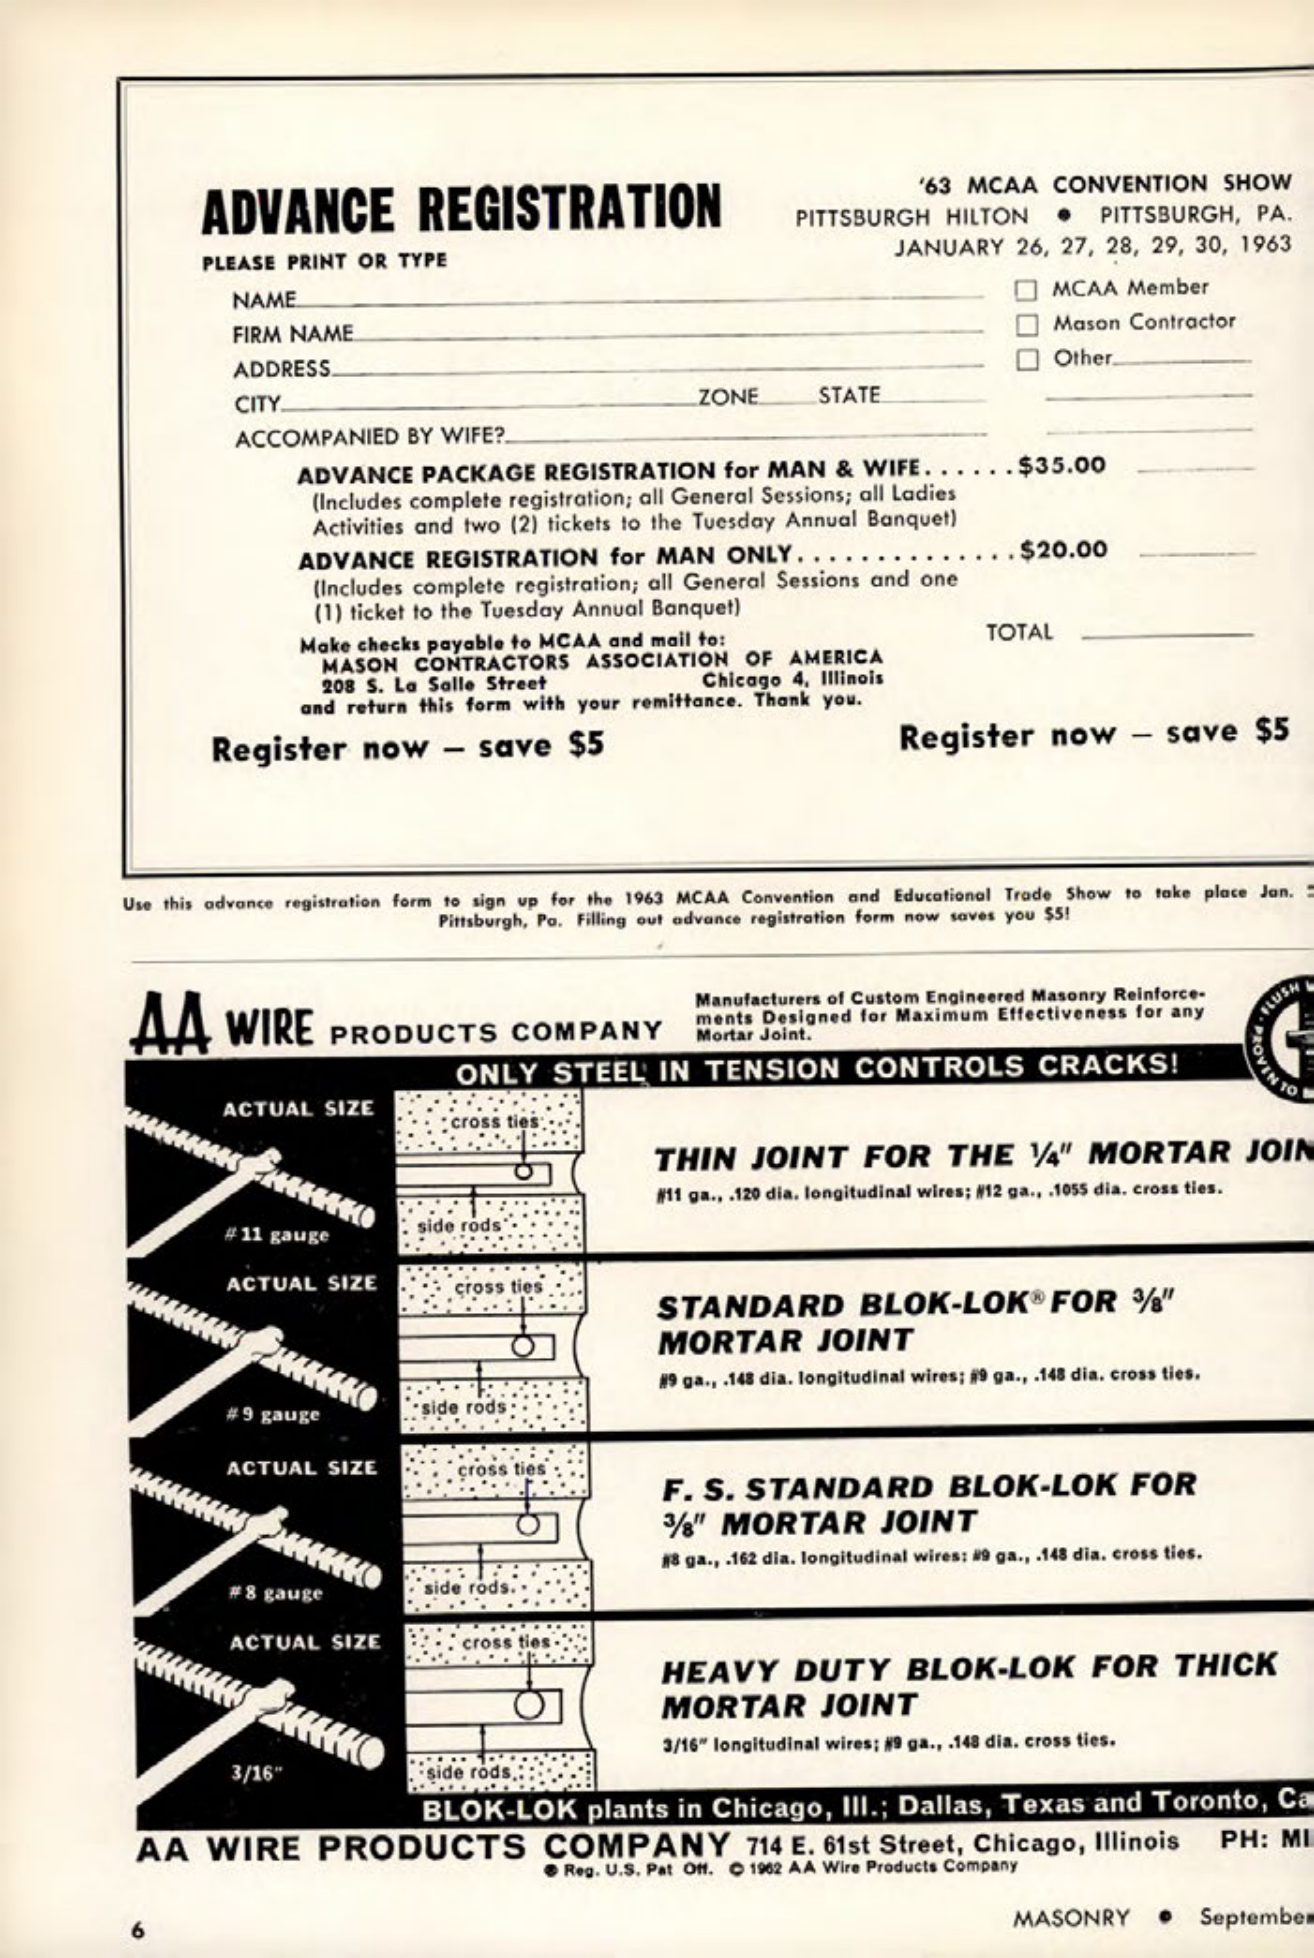 ADVANCE REGISTRATION
PLEASE PRINT OR TYPE
'63 MCAA CONVENTION SHOW
PITTSBURGH HILTON ● PITTSBURGH, PA.
JANUARY 26, 27, 28, 29, 30, 1963
NAME
FIRM NAME
ADDRESS
CITY ZONE STATE
ACCOMPANIED BY WIFE?
MCAA Member
Mason Contractor
Other
ADVANCE PACKAGE REGISTRATION for MAN & WIFE......$35.00
(Includes complete registration; all General Sessions; all Ladies
Activities and two (2) tickets to the Tuesday Annual Banquet)
ADVANCE REGISTRATION for MAN ONLY..............$20.00
(Includes complete registration; all General Sessions and one
(1) ticket to the Tuesday Annual Banquet)
TOTAL
Make checks payable to MCAA and mail to:
MASON CONTRACTORS ASSOCIATION OF AMERICA
208 S. La Salle Street Chicago 4, Illinois
and return this form with your remittance. Thank you.
Register now – save $5 Register now – save $5
Use this advance registration form to sign up for the 1963 MCAA Convention and Educational Trade Show to take place Jan.
Pittsburgh, Pa. Filling out advance registration form now saves you $5!
AA WIRE PRODUCTS COMPANY
Manufacturers of Custom Engineered Masonry Reinforce-
ments Designed for Maximum Effectiveness for any
Mortar Joint.
FLUSH
PROVEN TO
ONLY STEEL IN TENSION CONTROLS CRACKS!
ACTUAL SIZE
#11 gauge
cross ties
side rods
THIN JOINT FOR THE ¼" MORTAR JOIN
#11 ga., .120 dia. longitudinal wires; #12 ga., .1055 dia. cross ties.
ACTUAL SIZE
#9 gauge
cross ties
side rods
STANDARD BLOK-LOK® FOR ⅜"
MORTAR JOINT
#9 ga., .148 dia. longitudinal wires; #9 ga., .148 dia. cross ties.
ACTUAL SIZE
#8 gauge
cross ties
side rods
F. S. STANDARD BLOK-LOK FOR
⅜" MORTAR JOINT
#8 ga., .162 dia. longitudinal wires; #9 ga., .148 dia. cross ties.
ACTUAL SIZE
3/16"
cross ties
side rods
HEAVY DUTY BLOK-LOK FOR THICK
MORTAR JOINT
3/16" longitudinal wires; #9 ga., .148 dia. cross ties.
BLOK-LOK plants in Chicago, Ill.; Dallas, Texas and Toronto, Ca
AA WIRE PRODUCTS COMPANY 714 E. 61st Street, Chicago, Illinois PH: MI
® Reg. U.S. Pat Off. © 1962 AA Wire Products Company
6
MASONRY ● September